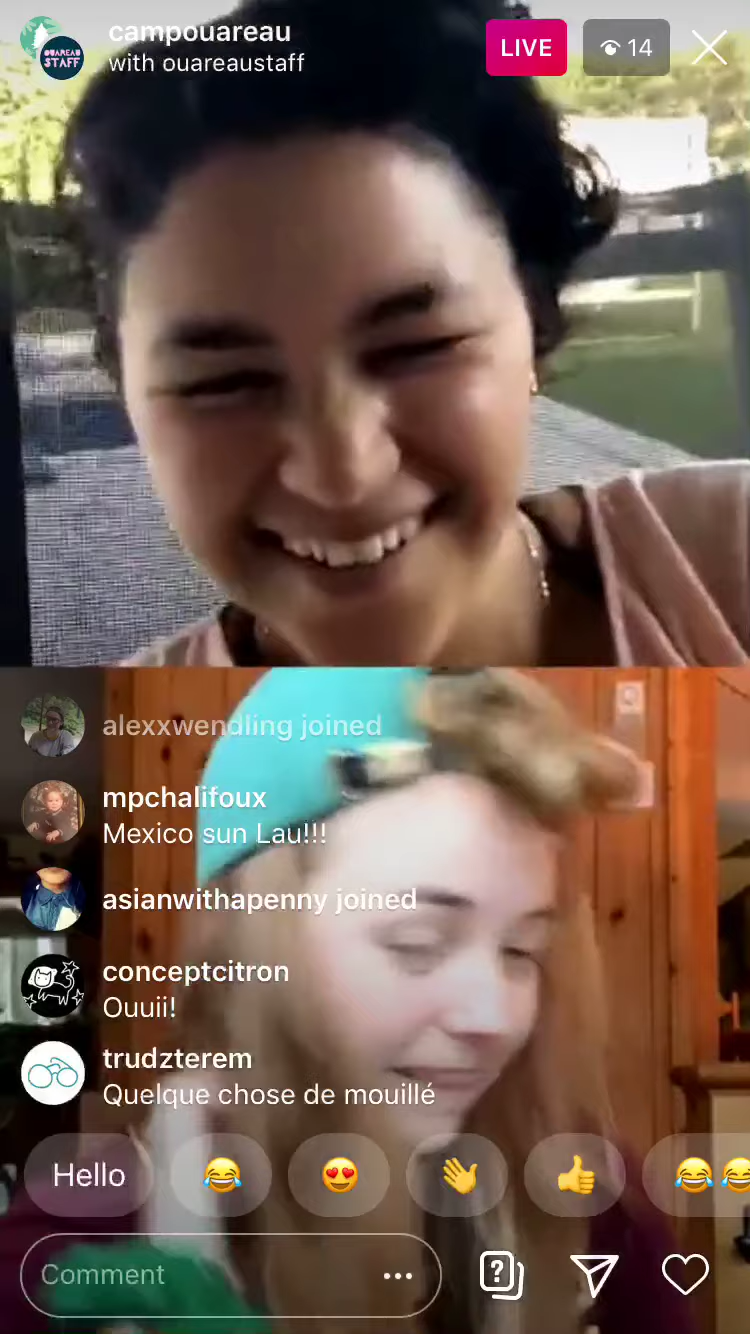 campouareau
with ouareaustaff
OUAREAU
STAFF
LIVE
14
alexxwendling joined
mpchalifoux
Mexico sun Lau!!!
asianwithapenny joined
conceptcitron
Ouuii!
trudzterem
Quelque chose de mouillé
Hello
Comment